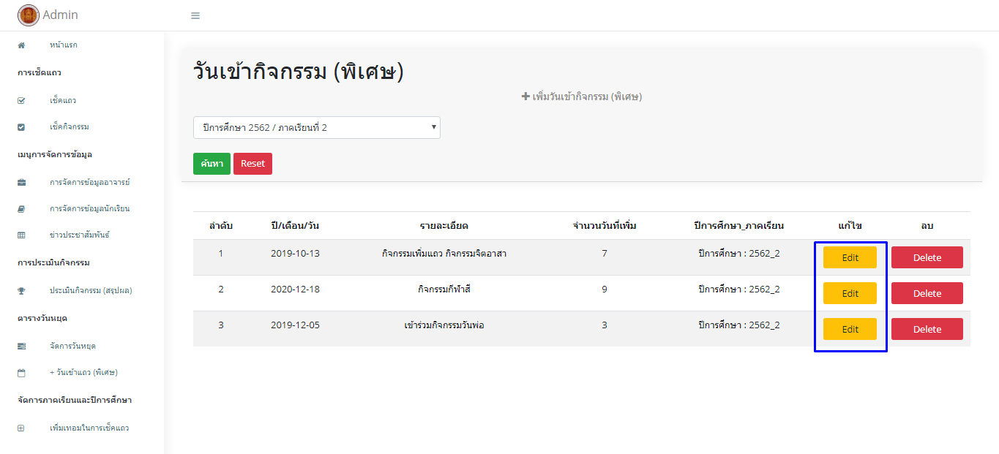 Admin
หน้าแรก
การเช็คแถว
เช็คแถว
เช็คกิจกรรม
เมนูการจัดการข้อมูล
การจัดการข้อมูลอาจารย์
การจัดการข้อมูลนักเรียน
ข่าวประชาสัมพันธ์
การประเมินกิจกรรม
ประเมินกิจกรรม (สรุปผล)
ตารางวันหยุด
จัดการวันหยุด
+ วันเข้าแถว (พิเศษ)
จัดการภาคเรียนและปีการศึกษา
เพิ่มเทอมในการเช็คแถว
วันเข้ากิจกรรม (พิเศษ)
เพิ่มวันเข้ากิจกรรม (พิเศษ)
ปีการศึกษา 2562 / ภาคเรียนที่ 2
ค้นหา Reset
ลำดับ ปี/เดือน/วัน รายละเอียด จำนวนวันที่เพิ่ม ปีการศึกษา_ภาคเรียน แก้ไข ลบ
1 2019-10-13 กิจกรรมเพิ่มแถว กิจกรรมจิตอาสา 7 ปีการศึกษา : 2562_2 Edit Delete
2 2020-12-18 กิจกรรมกีฬาสี 9 ปีการศึกษา : 2562_2 Edit Delete
3 2019-12-05 เข้าร่วมกิจกรรมวันพ่อ 3 ปีการศึกษา : 2562_2 Edit Delete